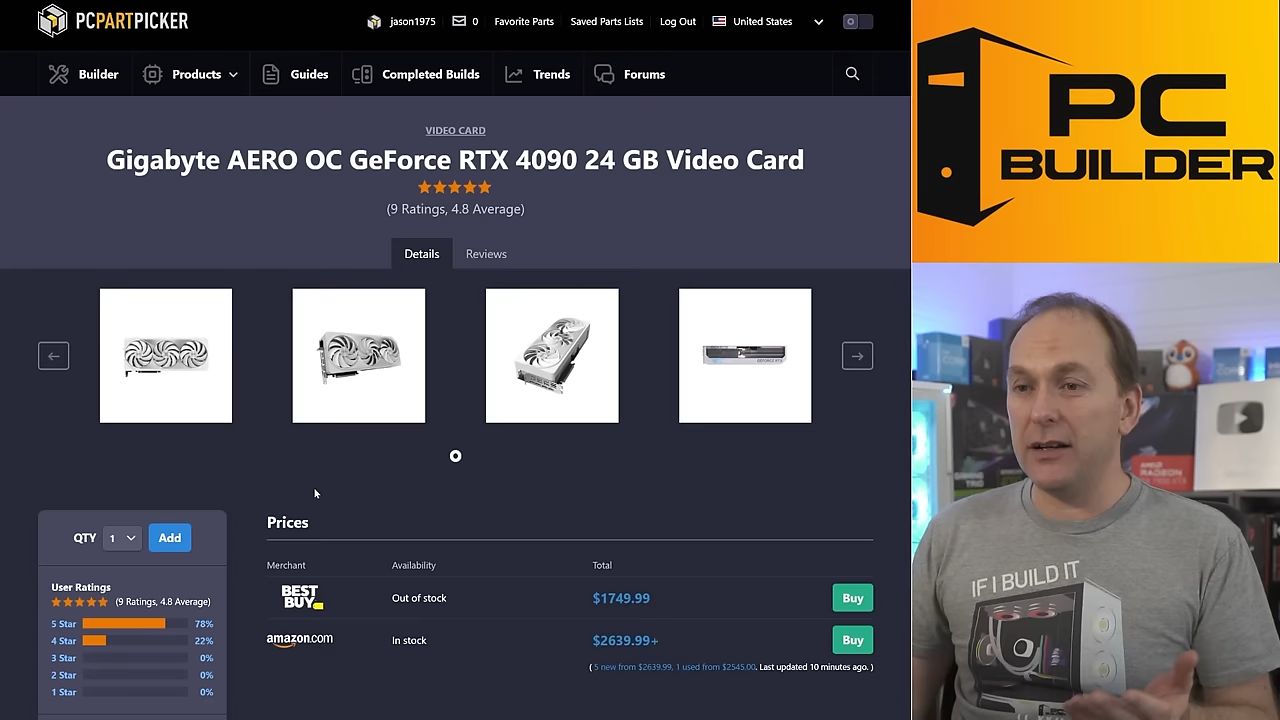 PCPARTPICKER
jason1975
0
Favorite Parts
Saved Parts Lists
Log Out
United States
Builder
Products
Guides
Completed Builds
Trends
Forums
VIDEO CARD
Gigabyte AERO OC GeForce RTX 4090 24 GB Video Card
(9 Ratings, 4.8 Average)
Details
Reviews
QTY
1
Add
User Ratings
(9 Ratings, 4.8 Average)
5 Star 78%
4 Star 22%
3 Star 0%
2 Star 0%
1 Star 0%
Prices
Merchant Availability Total
BEST BUY Out of stock $1749.99 Buy
amazon.com In stock $2639.99+ Buy
( 5 new from $2639.99, 1 used from $2545.00. Last updated 10 minutes ago. )
PC
BUILDER
IF I BUILD IT